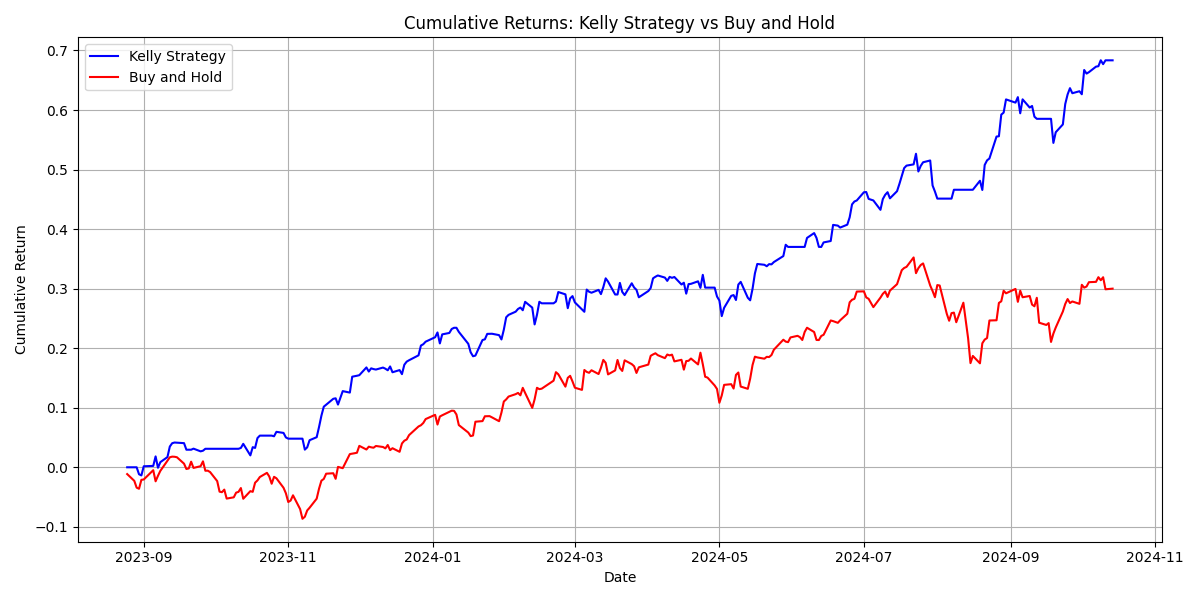 Cumulative Returns: Kelly Strategy vs Buy and Hold
Kelly Strategy
Buy and Hold
Cumulative Return
0.7
0.6
0.5
0.4
0.3
0.2
0.1
0.0
−0.1
2023-09 2023-11 2024-01 2024-03 2024-05 2024-07 2024-09 2024-11
Date